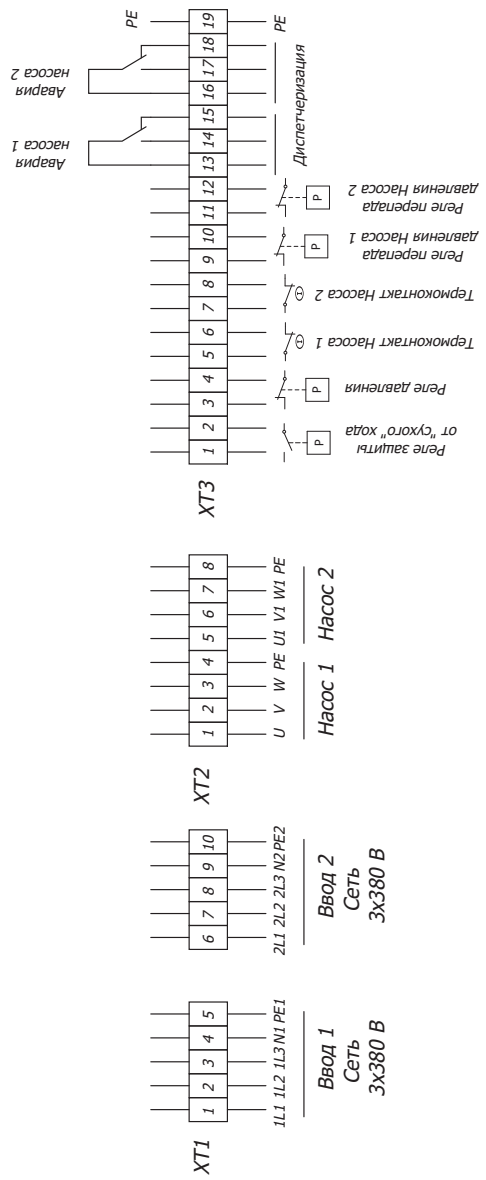 XT1
1 2 3 4 5
1L1 1L2 1L3 N1 PE1
Ввод 1
Сеть
3x380 В
6 7 8 9 10
2L1 2L2 2L3 N2 PE2
Ввод 2
Сеть
3x380 В
XT2
1 2 3 4 5 6 7 8
U V W PE U1 V1 W1 PE
Насос 1
Насос 2
XT3
Авария
насоса 1
Авария
насоса 2
PE
1 2 3 4 5 6 7 8 9 10 11 12 13 14 15 16 17 18 19
P
Реле защиты
от "сухого" хода
P
Реле давления
Θ
Термоконтакт Насоса 1
Θ
Термоконтакт Насоса 2
P
Реле перепада
давления Насоса 1
P
Реле перепада
давления Насоса 2
Диспетчеризация
PE